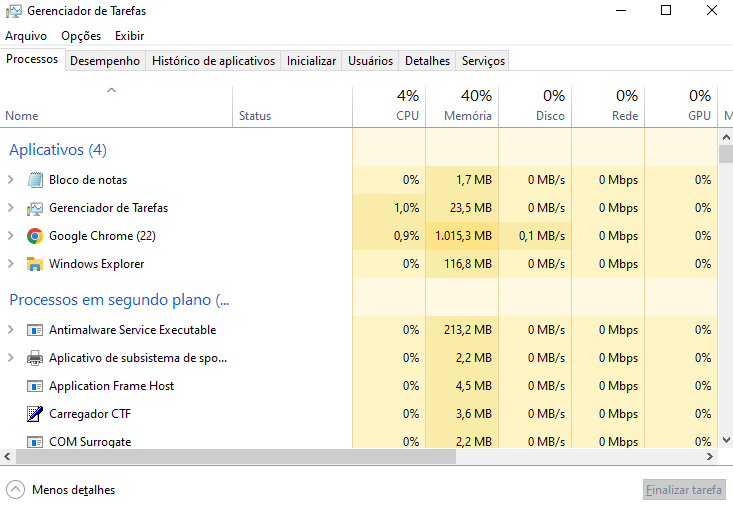 Gerenciador de Tarefas
Arquivo Opções Exibir
Processos Desempenho Histórico de aplicativos Inicializar Usuários Detalhes Serviços
4% 40% 0% 0% 0%
Nome Status CPU Memória Disco Rede GPU M
Aplicativos (4)
Bloco de notas 0% 1,7 MB 0 MB/s 0 Mbps 0%
Gerenciador de Tarefas 1,0% 23,5 MB 0 MB/s 0 Mbps 0%
Google Chrome (22) 0,9% 1.015,3 MB 0,1 MB/s 0 Mbps 0%
Windows Explorer 0% 116,8 MB 0 MB/s 0 Mbps 0%
Processos em segundo plano (...
Antimalware Service Executable 0% 213,2 MB 0 MB/s 0 Mbps 0%
Aplicativo de subsistema de spo... 0% 2,2 MB 0 MB/s 0 Mbps 0%
Application Frame Host 0% 4,5 MB 0 MB/s 0 Mbps 0%
Carregador CTF 0% 3,6 MB 0 MB/s 0 Mbps 0%
COM Surrogate 0% 2,2 MB 0 MB/s 0 Mbps 0%
Menos detalhes Finalizar tarefa